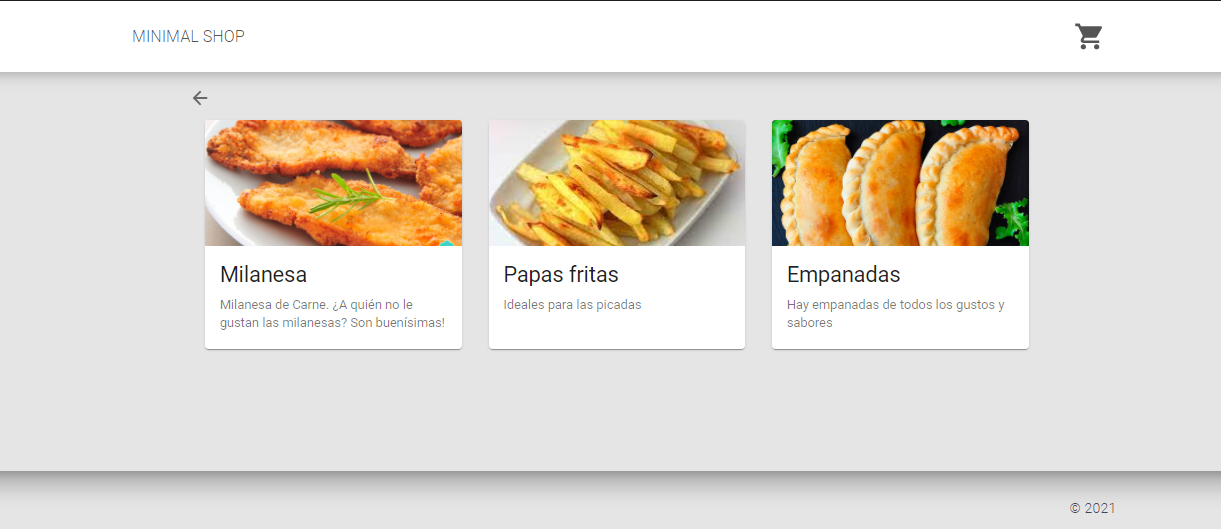 MINIMAL SHOP
Milanesa
Milanesa de Carne. ¿A quién no le
gustan las milanesas? Son buenísimas!
Papas fritas
Ideales para las picadas
Empanadas
Hay empanadas de todos los gustos y
sabores
© 2021